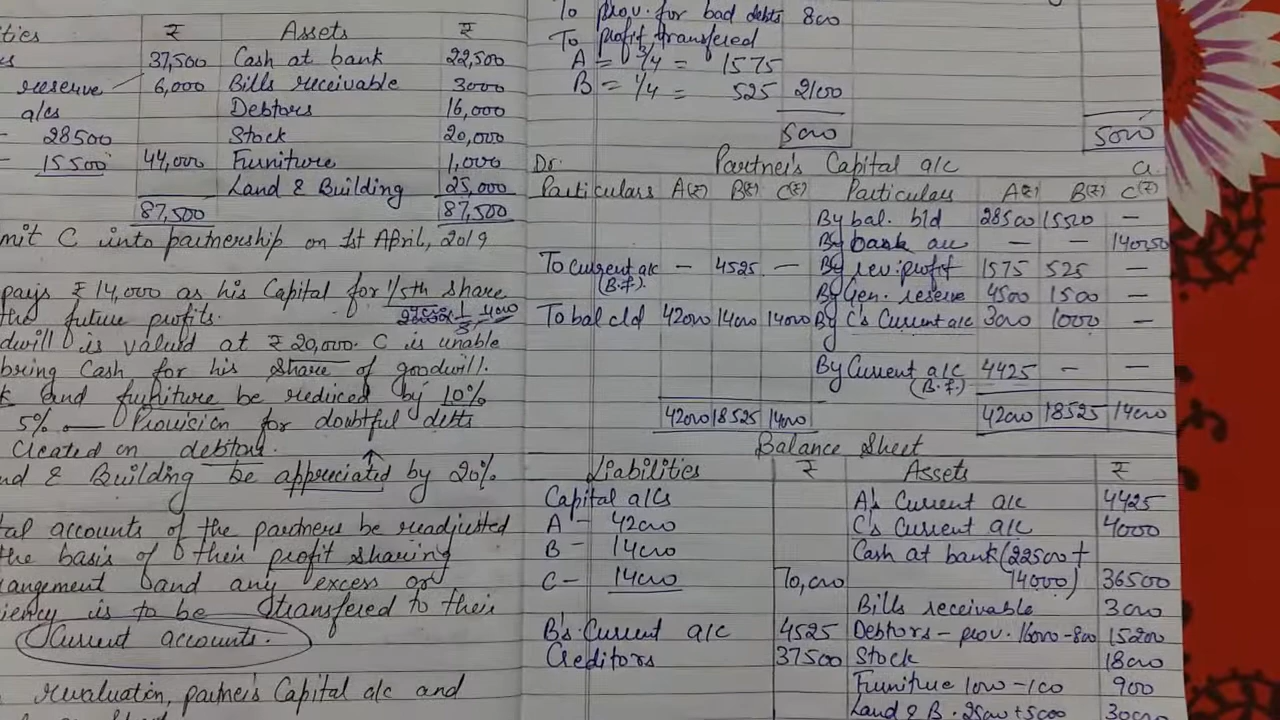 ties ₹ Assets ₹
s 37,500 Cash at bank 22,500
reserve 6,000 Bills receivable 3000
a/cs Debtors 16,000
- 28500 Stock 20,000
- 15500 44,000 Furniture 1,000
Land & Building 25,000
87,500 87,500
mit C into partnership on 1st April, 2019
pays ₹ 14,000 as his Capital for 1/5th share
the future profits.
dwill is valued at ₹ 20,000. C is unable
bring Cash for his share of goodwill.
k and furniture be reduced by 10%
5% Provision for doubtful debts
created on debtors.
nd & Building be appreciated by 20%
tal accounts of the partners be readjusted
the basis of their profit sharing
rangement and any excess or
iency is to be transfered to their
Current accounts.
revaluation, partner's Capital a/c and
To prov. for bad debts 800
To profit transfered
A = 3/4 = 1575
B = 1/4 = 525 2100
5000 5000
Dr. Partner's Capital a/c Cr.
Particulars A(₹) B(₹) C(₹) Particulars A(₹) B(₹) C(₹)
By bal. b/d 28500 15500 -
By bank a/c - - 14000
To Current a/c - 4525 - By rev. profit 1575 525 -
(B.f).
By Gen. reserve 4500 1500 -
To bal c/d 42000 14000 14000 By C's Current a/c 3000 1000 -
By Current a/c 4425 - -
(B.f.)
42000 18525 14000 42000 18525 14000
Balance Sheet
Liabilities ₹ Assets ₹
Capital a/cs A's Current a/c 4425
A - 42000 C's Current a/c 4000
B - 14000 Cash at bank (22500 +
C - 14000 70,000 14000) 36500
Bills receivable 3000
B's Current a/c 4525 Debtors - prov. 16000 - 800 15200
Creditors 37500 Stock 18000
Furniture 1000 - 100 900
Land & B. 25000 + 5000 30000